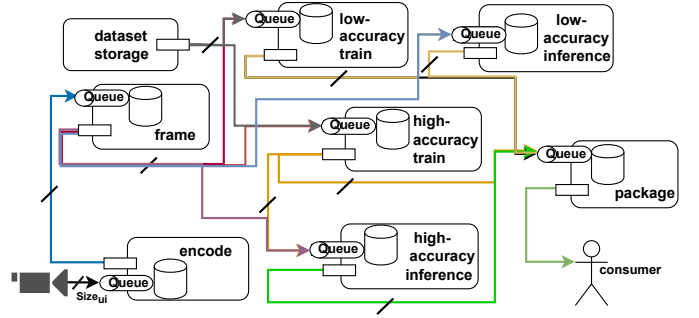 dataset
storage
Queue
low-
accuracy
train
Queue
low-
accuracy
inference
Queue
frame
Queue
high-
accuracy
train
Queue
package
encode
Queue
Size_ui
Queue
high-
accuracy
inference
consumer